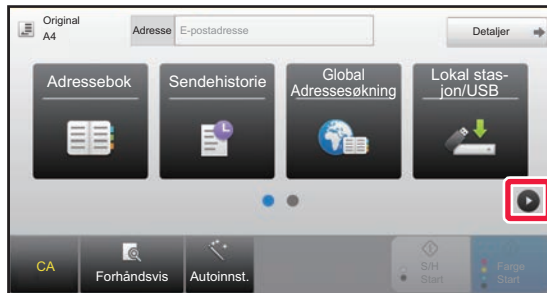 Original
A4
Adresse
E-postadresse
Detaljer
Adressebok
Sendehistorie
Global
Adressesøkning
Lokal stas-
jon/USB
CA
Forhåndsvis
Autoinnst.
S/H
Start
Farge
Start